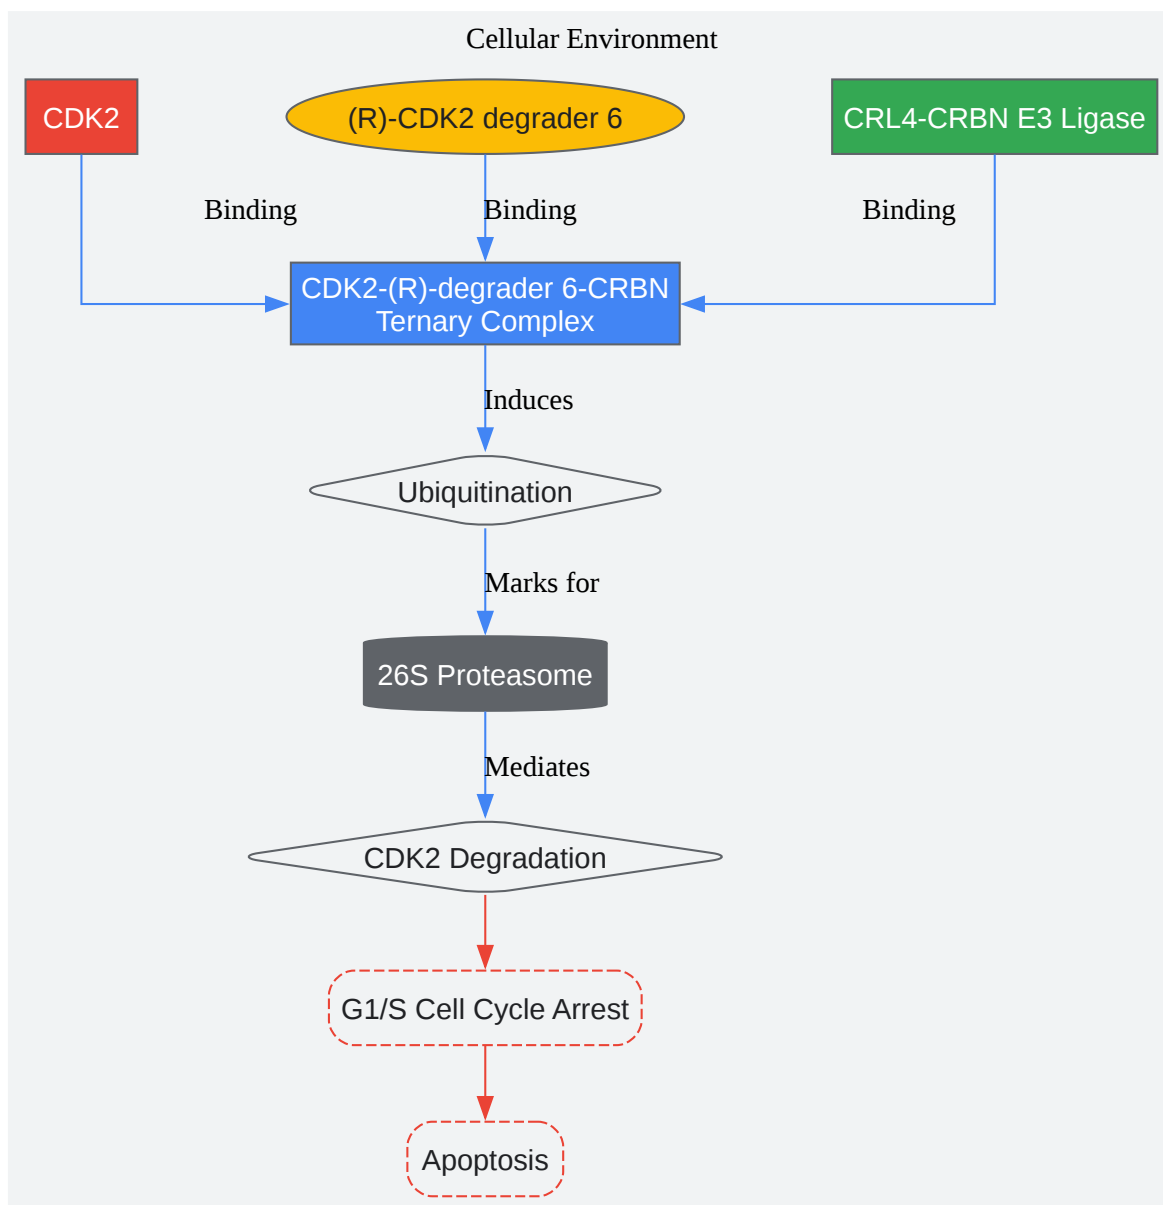 Cellular Environment
CDK2
(R)-CDK2 degrader 6
CRL4-CRBN E3 Ligase
Binding
Binding
Binding
CDK2-(R)-degrader 6-CRBN
Ternary Complex
Induces
Ubiquitination
Marks for
26S Proteasome
Mediates
CDK2 Degradation
G1/S Cell Cycle Arrest
Apoptosis